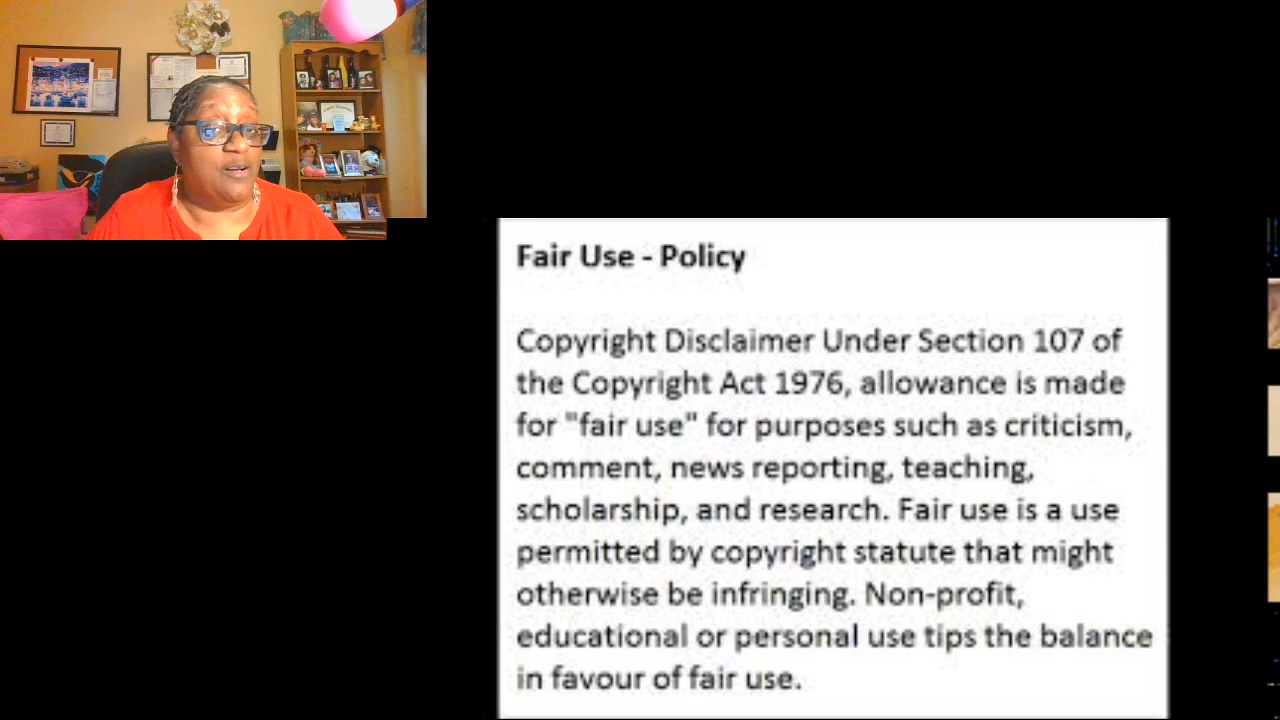 Fair Use - Policy
Copyright Disclaimer Under Section 107 of
the Copyright Act 1976, allowance is made
for "fair use" for purposes such as criticism,
comment, news reporting, teaching,
scholarship, and research. Fair use is a use
permitted by copyright statute that might
otherwise be infringing. Non-profit,
educational or personal use tips the balance
in favour of fair use.